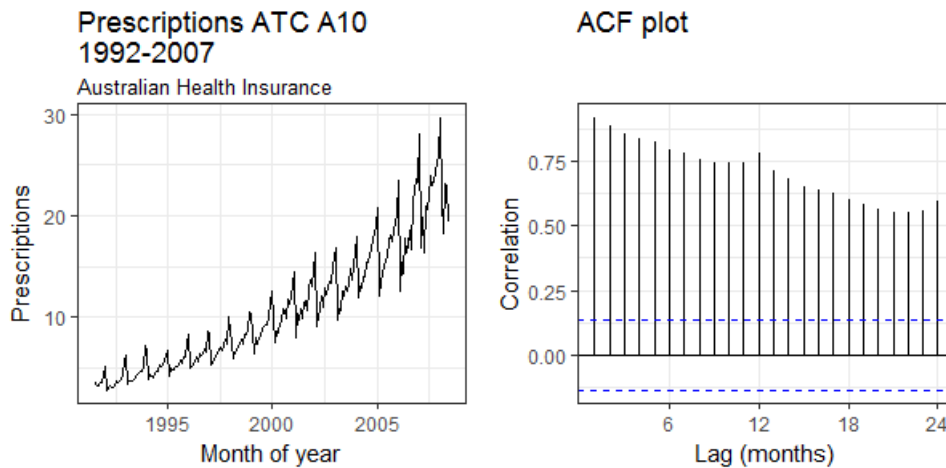 Prescriptions ATC A10
1992-2007
Australian Health Insurance
30
20
10
Prescriptions
1995
2000
2005
Month of year
ACF plot
0.75
0.50
0.25
0.00
Correlation
6
12
18
24
Lag (months)